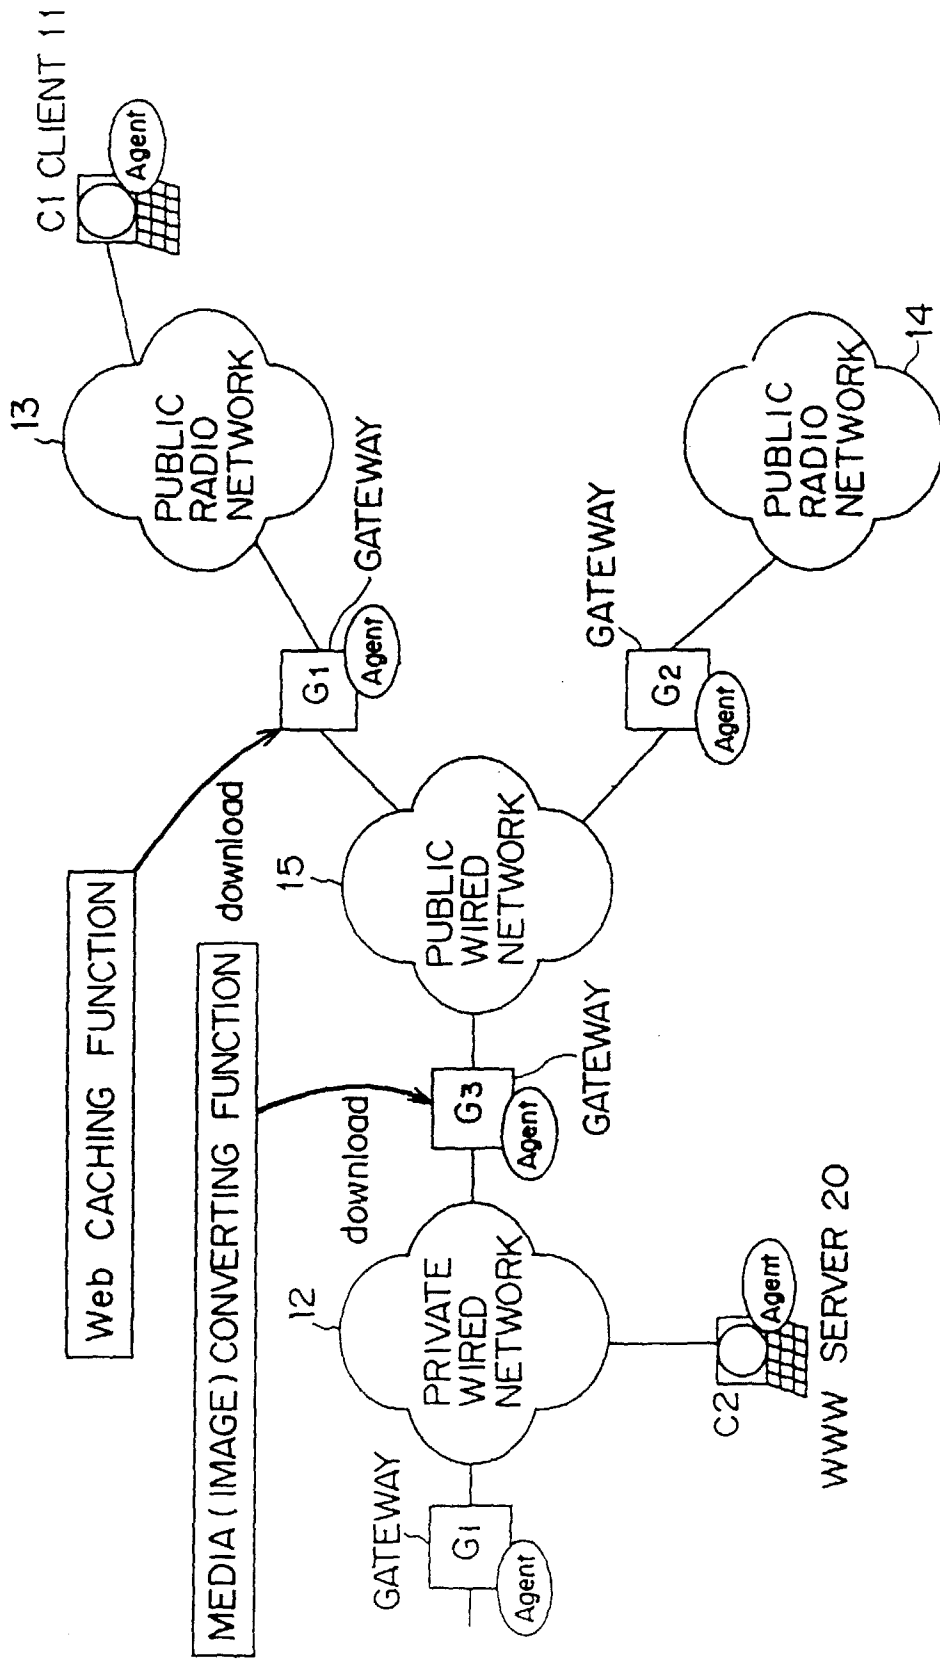 C1 CLIENT 11
Agent
13
PUBLIC
RADIO
NETWORK
GATEWAY
G1
Agent
Web CACHING FUNCTION
download
MEDIA (IMAGE) CONVERTING FUNCTION
download
15
PUBLIC
WIRED
NETWORK
GATEWAY
G2
Agent
PUBLIC
RADIO
NETWORK
14
G3
Agent
GATEWAY
12
PRIVATE
WIRED
NETWORK
GATEWAY
Gi
Agent
C2
Agent
WWW SERVER 20